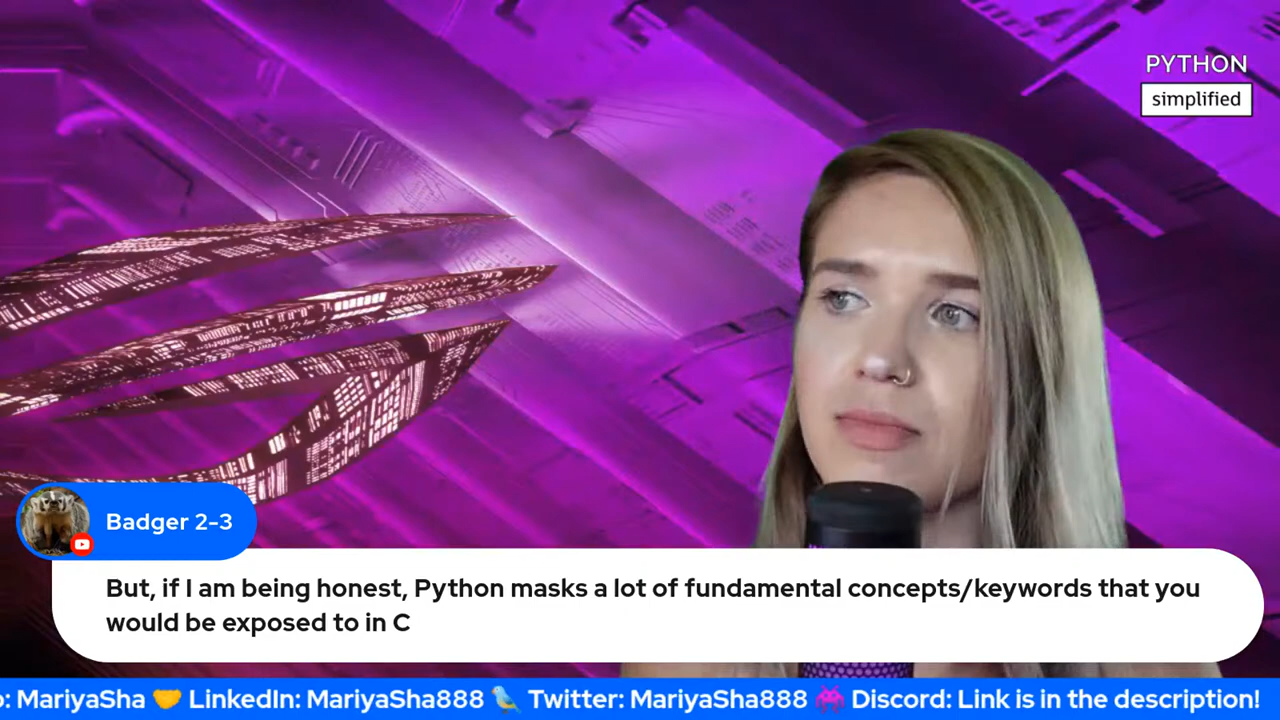 PYTHON
simplified
Badger 2-3
But, if I am being honest, Python masks a lot of fundamental concepts/keywords that you
would be exposed to in C
: MariyaSha 🤝 LinkedIn: MariyaSha888 🐦 Twitter: MariyaSha888 👾 Discord: Link is in the description!